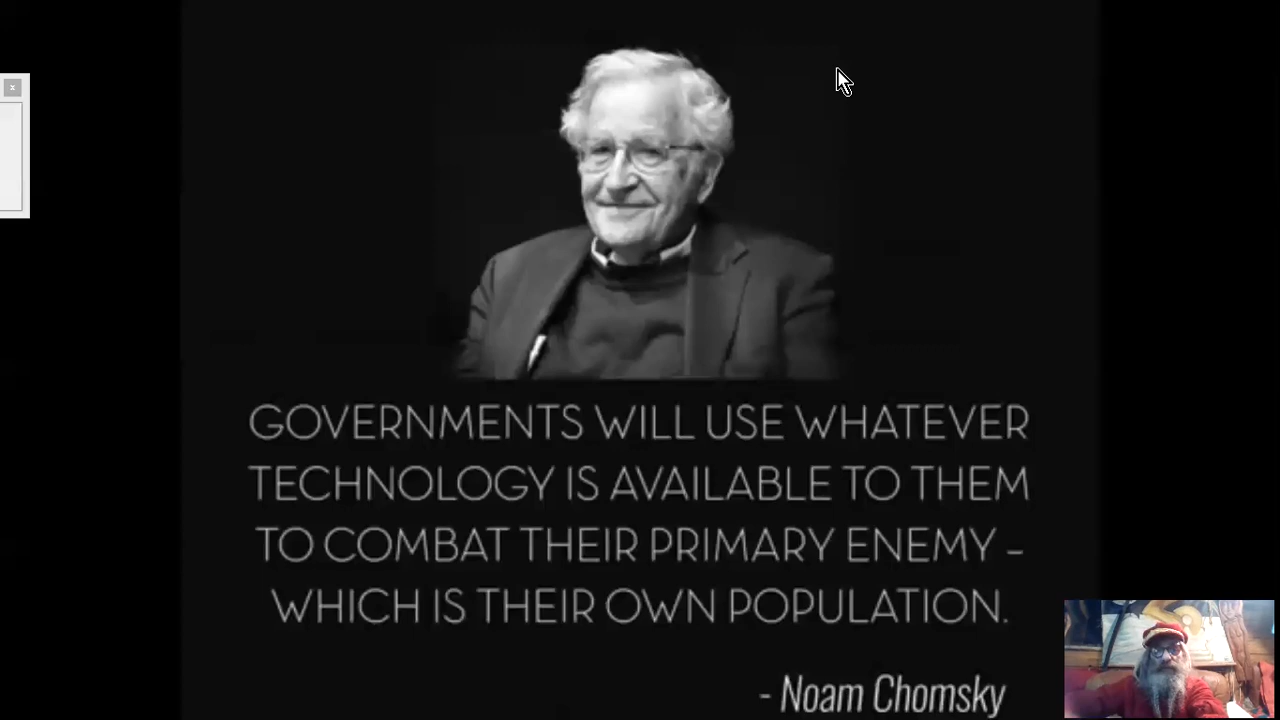 GOVERNMENTS WILL USE WHATEVER
TECHNOLOGY IS AVAILABLE TO THEM
TO COMBAT THEIR PRIMARY ENEMY –
WHICH IS THEIR OWN POPULATION.
- Noam Chomsky